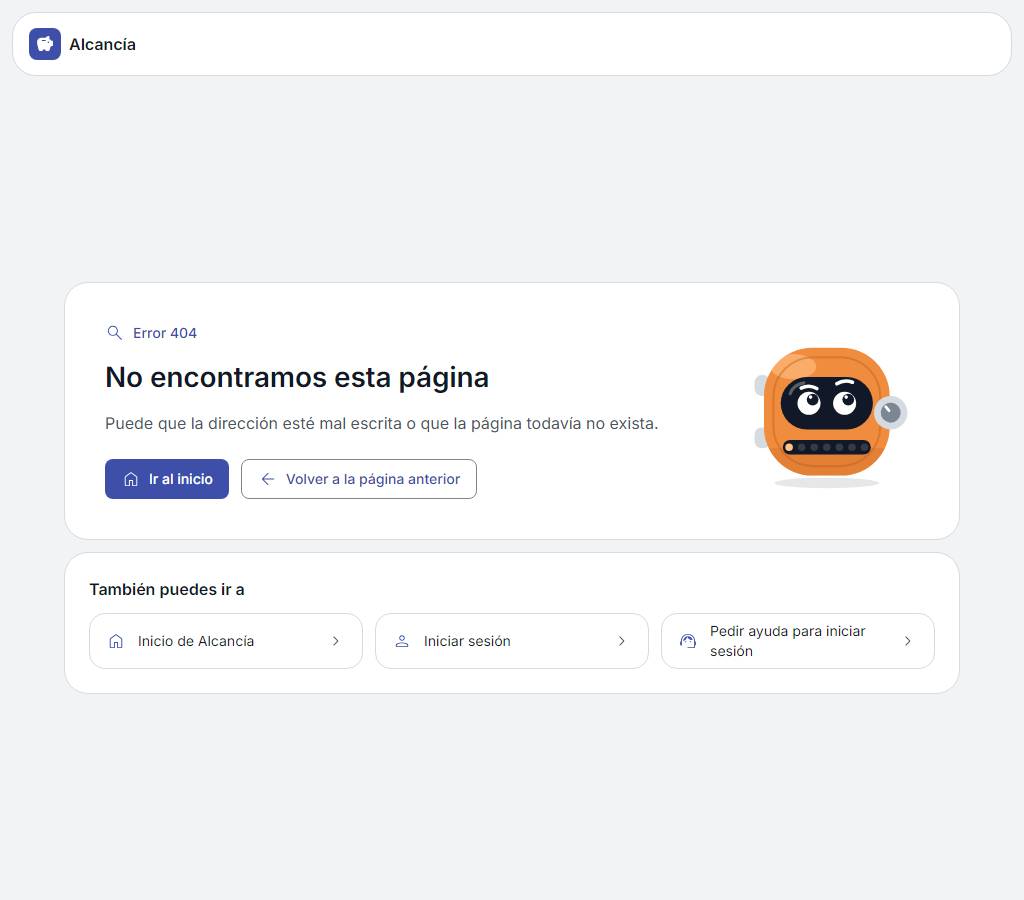 Alcancía
Error 404
No encontramos esta página
Puede que la dirección esté mal escrita o que la página todavía no exista.
Ir al inicio
Volver a la página anterior
También puedes ir a
Inicio de Alcancía
Iniciar sesión
Pedir ayuda para iniciar
sesión